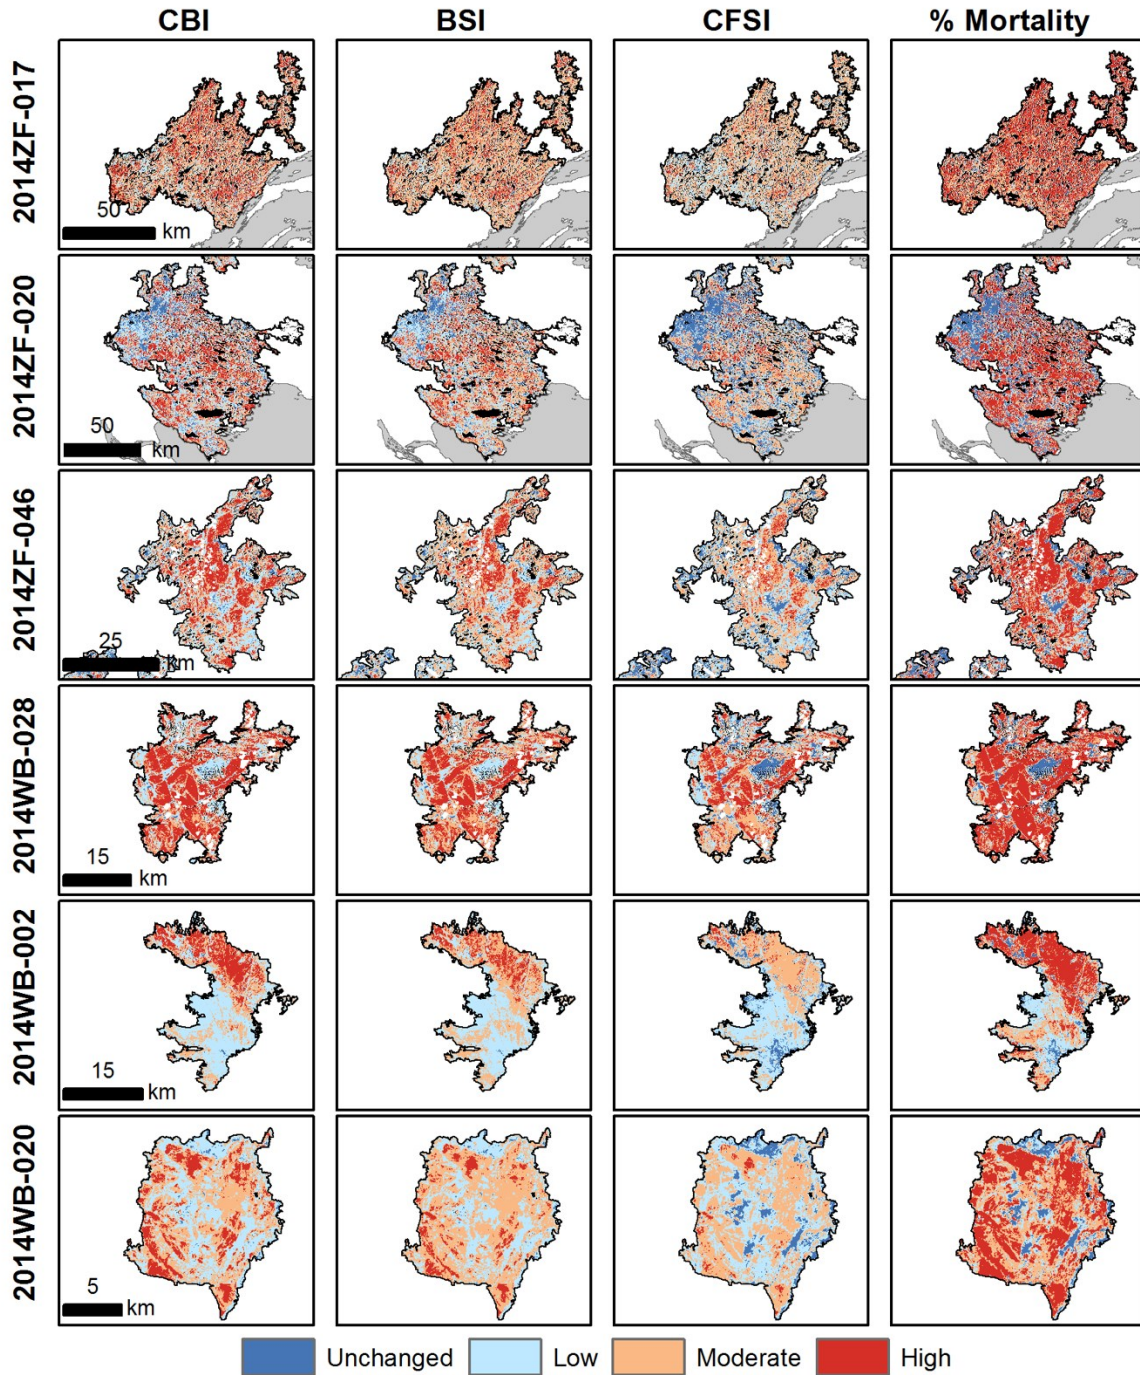 CBI BSI CFSI % Mortality
2014ZF-017
50
km
2014ZF-020
50
km
2014ZF-046
25
km
2014WB-028
15
km
2014WB-002
15
km
2014WB-020
5
km
Unchanged Low Moderate High